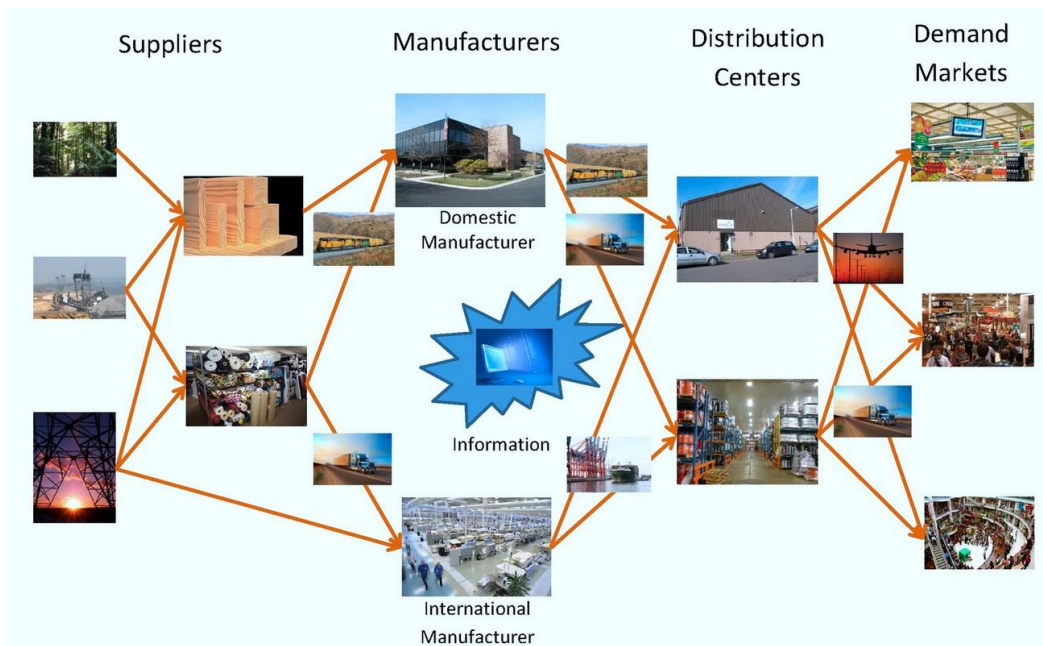 Suppliers
Manufacturers
Distribution
Centers
Demand
Markets
Domestic
Manufacturer
Information
International
Manufacturer